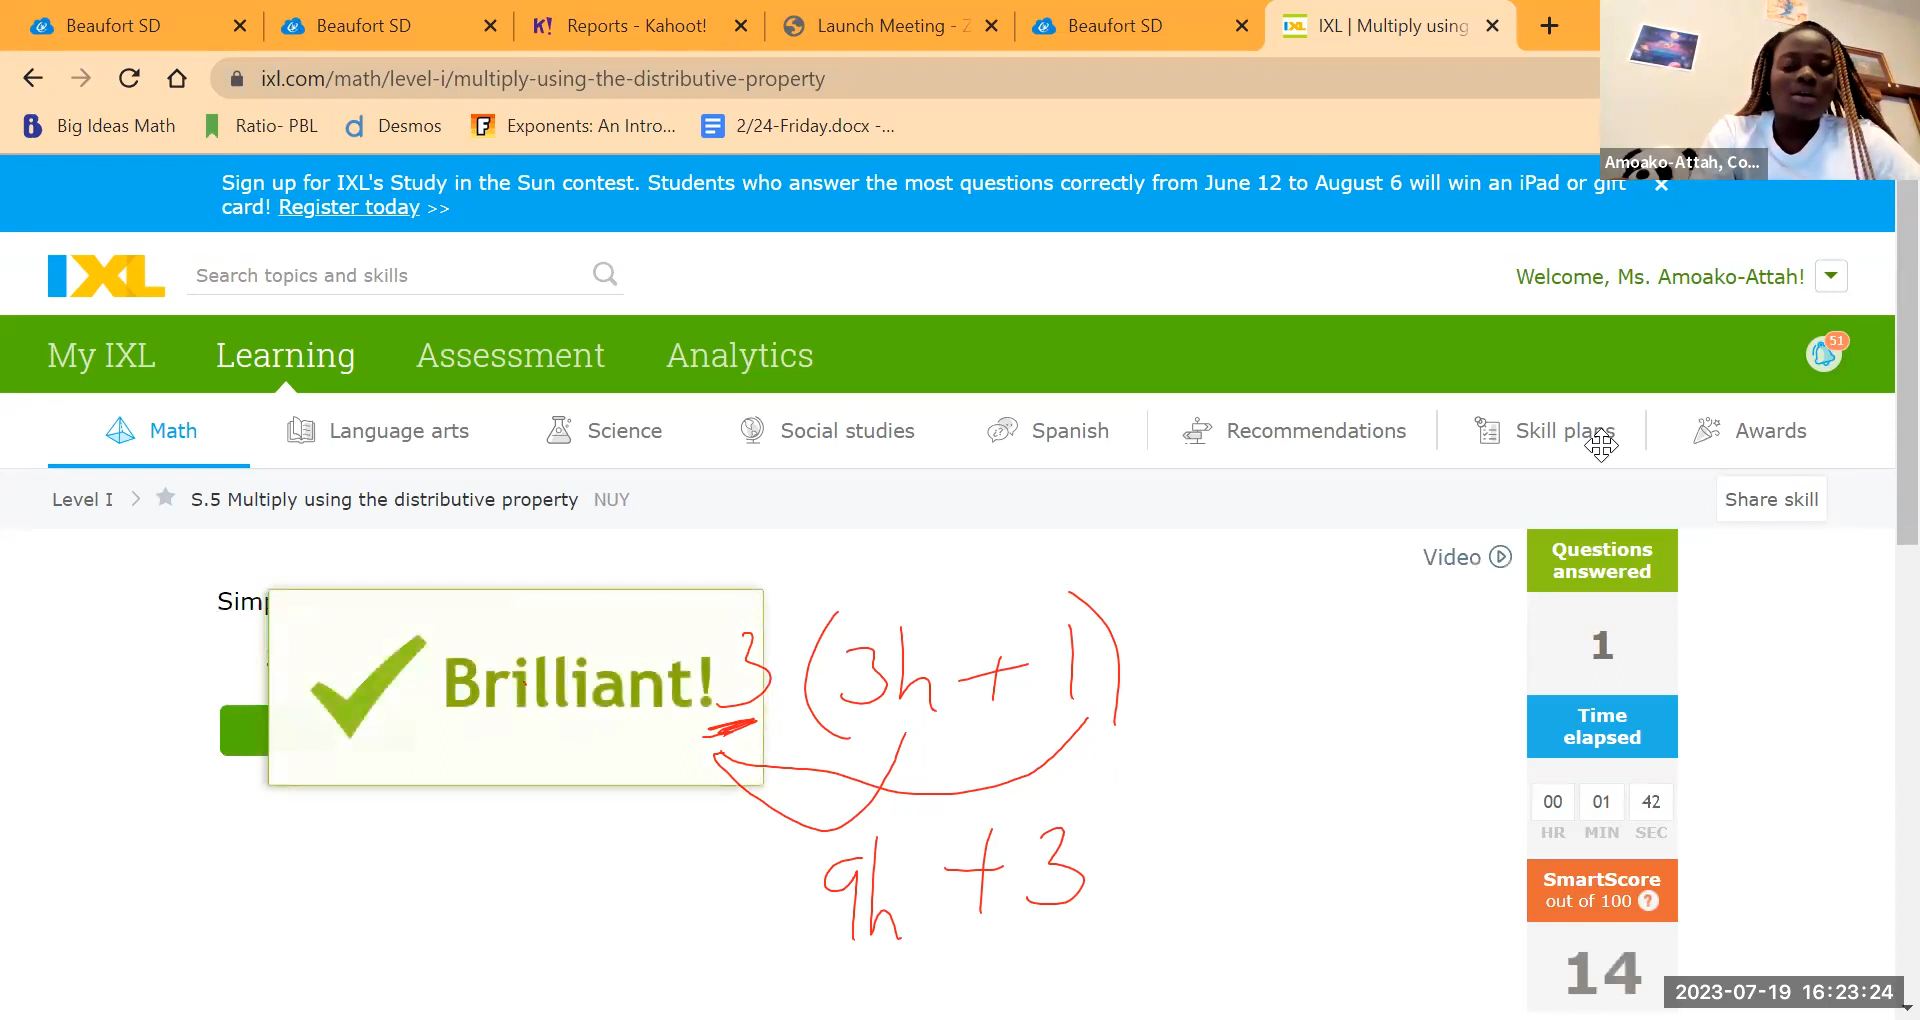 Beaufort SD
Beaufort SD
Reports - Kahoot!
Launch Meeting - Z
Beaufort SD
IXL | Multiply using
ixl.com/math/level-i/multiply-using-the-distributive-property
Big Ideas Math
Ratio- PBL
Desmos
Exponents: An Intro...
2/24-Friday.docx -...
Amoako-Attah, Co...
Sign up for IXL's Study in the Sun contest. Students who answer the most questions correctly from June 12 to August 6 will win an iPad or gift
card! Register today >>
IXL
Search topics and skills
Welcome, Ms. Amoako-Attah!
My IXL
Learning
Assessment
Analytics
51
Math
Language arts
Science
Social studies
Spanish
Recommendations
Skill plans
Awards
Level I
S.5 Multiply using the distributive property NUY
Share skill
Video
Simp
Brilliant!
3 (3h + 1)
9h + 3
Questions
answered
1
Time
elapsed
00 01 42
HR MIN SEC
SmartScore
out of 100 ?
14
2023-07-19 16:23:24